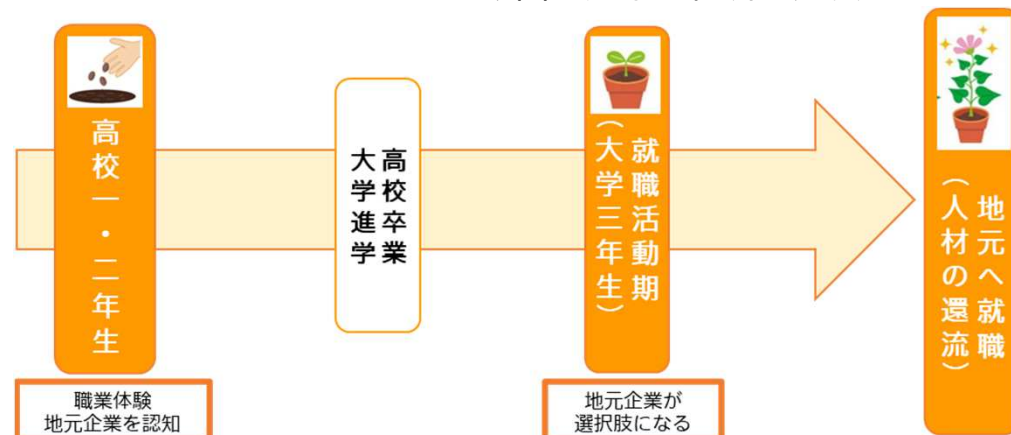 高校一・二年生
職業体験
地元企業を認知
高校卒業
大学進学
就職活動期
（大学三年生）
地元企業が
選択肢になる
地元へ就職
（人材の還流）